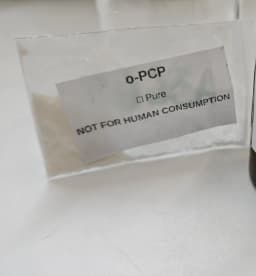 o-PCP
□ Pure
NOT FOR HUMAN CONSUMPTION